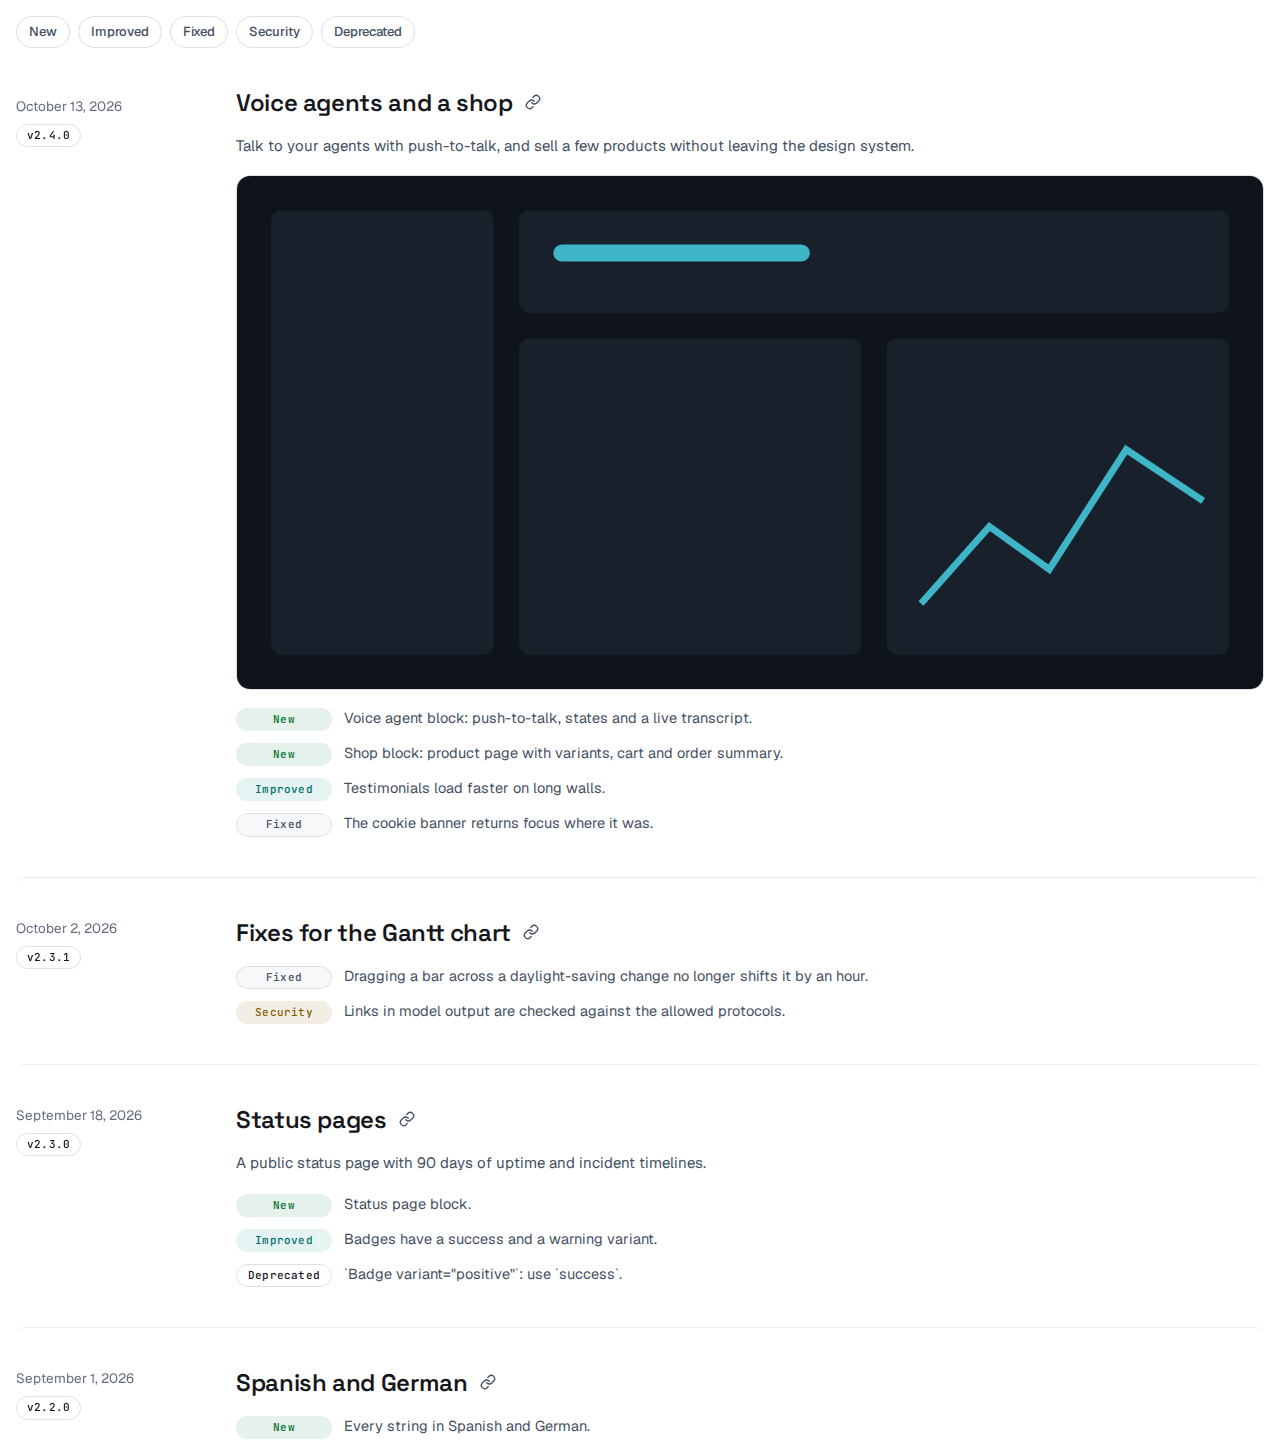 New Improved Fixed Security Deprecated
October 13, 2026
v2.4.0
Voice agents and a shop
Talk to your agents with push-to-talk, and sell a few products without leaving the design system.
New Voice agent block: push-to-talk, states and a live transcript.
New Shop block: product page with variants, cart and order summary.
Improved Testimonials load faster on long walls.
Fixed The cookie banner returns focus where it was.
October 2, 2026
v2.3.1
Fixes for the Gantt chart
Fixed Dragging a bar across a daylight-saving change no longer shifts it by an hour.
Security Links in model output are checked against the allowed protocols.
September 18, 2026
v2.3.0
Status pages
A public status page with 90 days of uptime and incident timelines.
New Status page block.
Improved Badges have a success and a warning variant.
Deprecated `Badge variant="positive"`: use `success`.
September 1, 2026
v2.2.0
Spanish and German
New Every string in Spanish and German.